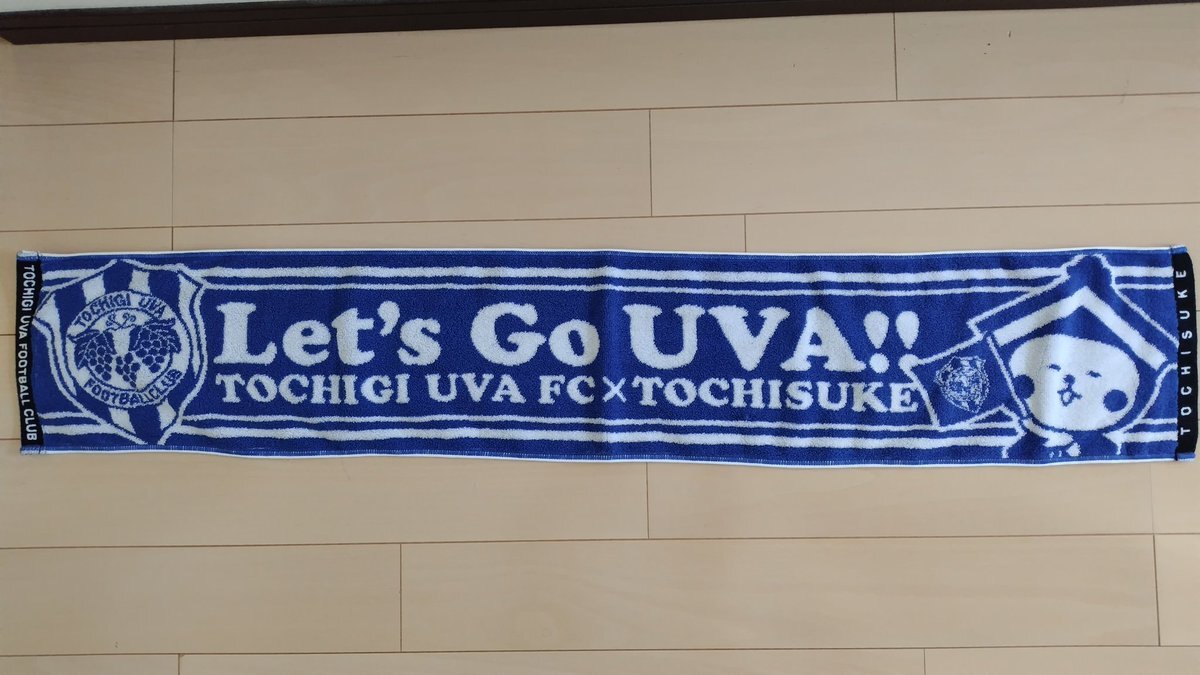 TOCHIGI UVA FOOTBALL CLUB
TOCHIGI UVA
FOOTBALL CLUB
Let's Go UVA!!
TOCHIGI UVA FC×TOCHISUKE
TOCHISUKE